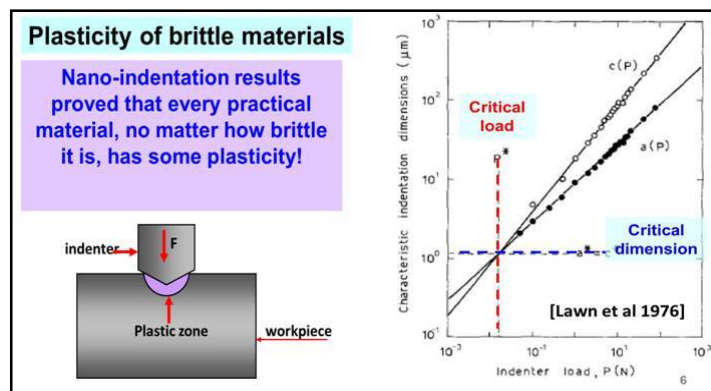 Plasticity of brittle materials
Nano-indentation results
proved that every practical
material, no matter how brittle
it is, has some plasticity!
indenter
F
Plastic zone
workpiece
Characteristic indentation dimensions (μm)
10³
10²
10¹
10⁰
10⁻¹
c(P)
a(P)
Critical
load
P *
Critical
dimension
*
[Lawn et al 1976]
10⁻³
10⁻¹
10¹
10³
Indenter load, P(N)
6